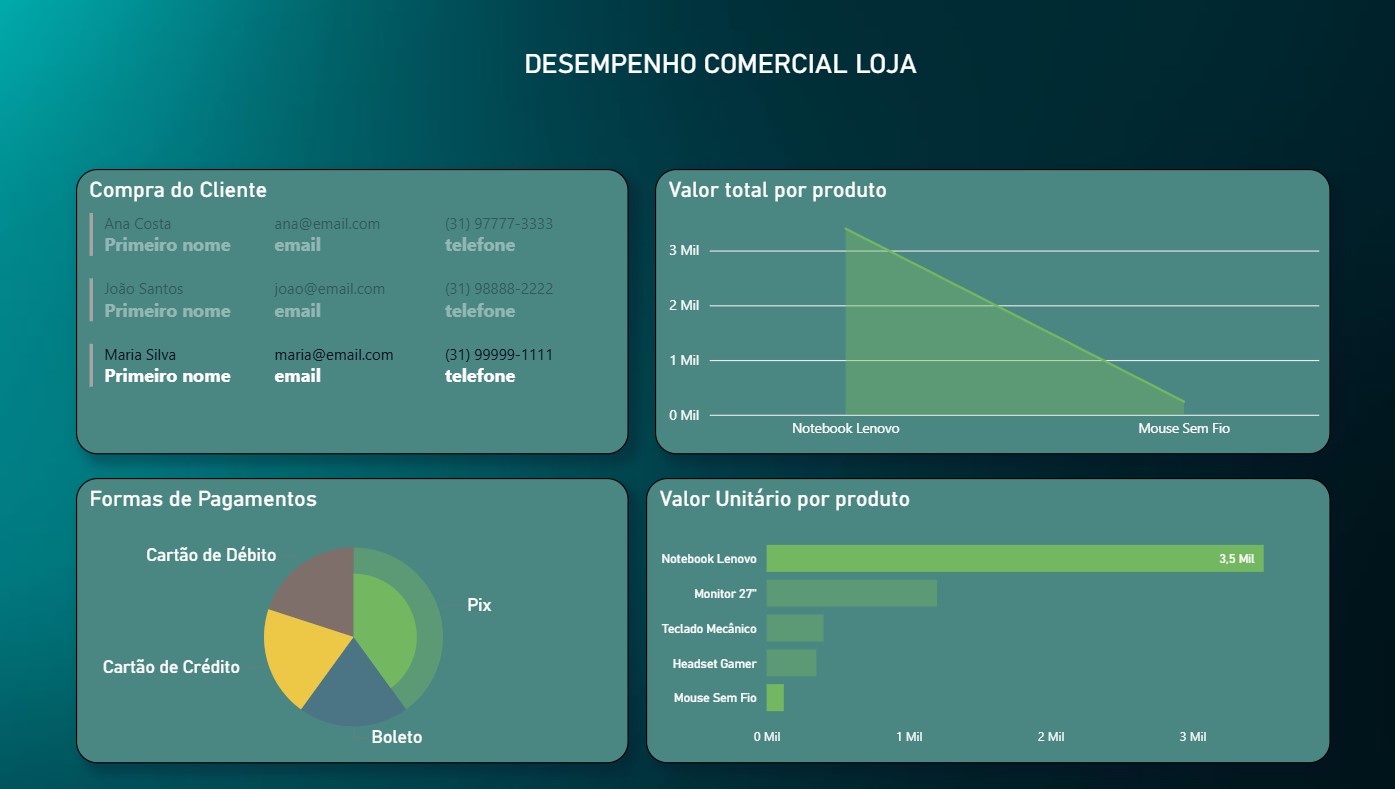 DESEMPENHO COMERCIAL LOJA
Compra do Cliente
Ana Costa ana@email.com (31) 97777-3333
Primeiro nome email telefone
João Santos joao@email.com (31) 98888-2222
Primeiro nome email telefone
Maria Silva maria@email.com (31) 99999-1111
Primeiro nome email telefone
Valor total por produto
3 Mil
2 Mil
1 Mil
0 Mil
Notebook Lenovo Mouse Sem Fio
Formas de Pagamentos
Cartão de Débito
Pix
Cartão de Crédito
Boleto
Valor Unitário por produto
Notebook Lenovo 3,5 Mil
Monitor 27"
Teclado Mecânico
Headset Gamer
Mouse Sem Fio
0 Mil 1 Mil 2 Mil 3 Mil